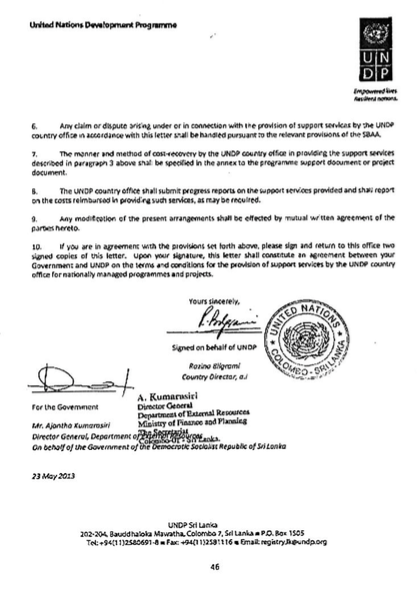 United Nations Development Programme
U N
D P
Empowered lives.
Resilient nations.
6. Any claim or dispute arising under or in connection with the provision of support services by the UNDP
country office in accordance with this letter shall be handled pursuant to the relevant provisions of the SBAA.
7. The manner and method of cost-recovery by the UNDP country office in providing the support services
described in paragraph 3 above shall be specified in the annex to the programme support document or project
document.
8. The UNDP country office shall submit progress reports on the support services provided and shall report
on the costs reimbursed in providing such services, as may be required.
9. Any modification of the present arrangements shall be effected by mutual written agreement of the
parties hereto.
10. If you are in agreement with the provisions set forth above, please sign and return to this office two
signed copies of this letter. Upon your signature, this letter shall constitute an agreement between your
Government and UNDP on the terms and conditions for the provision of support services by the UNDP country
office for nationally managed programmes and projects.
Yours sincerely,
Signed on behalf of UNDP
Razina Bilgrami
Country Director, a.i
UNITED NATIONS
COLOMBO - SRI LANKA
For the Government
A. Kumarasiri
Director General
Department of External Resources
Ministry of Finance and Planning
The Secretariat
Colombo-01 - Sri Lanka.
Mr. Ajantha Kumarasiri
Director General, Department of External Resources
On behalf of the Government of the Democratic Socialist Republic of Sri Lanka
23 May 2013
UNDP Sri Lanka
202-204, Bauddhaloka Mawatha, Colombo 7, Sri Lanka ■ P.O. Box 1505
Tel: +94(11)2580691-8 ■ Fax: +94(11)2581116 ■ Email: registry.lk@undp.org
46